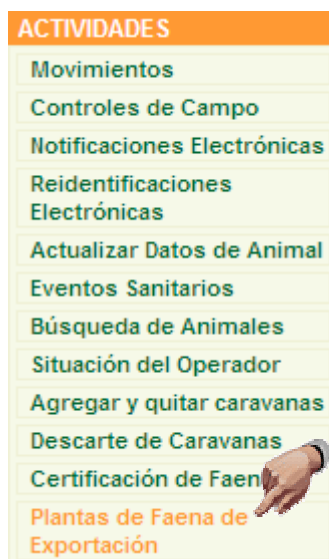 ACTIVIDADES
Movimientos
Controles de Campo
Notificaciones Electrónicas
Reidentificaciones
Electrónicas
Actualizar Datos de Animal
Eventos Sanitarios
Búsqueda de Animales
Situación del Operador
Agregar y quitar caravanas
Descarte de Caravanas
Certificación de Faen
Plantas de Faena de
Exportación